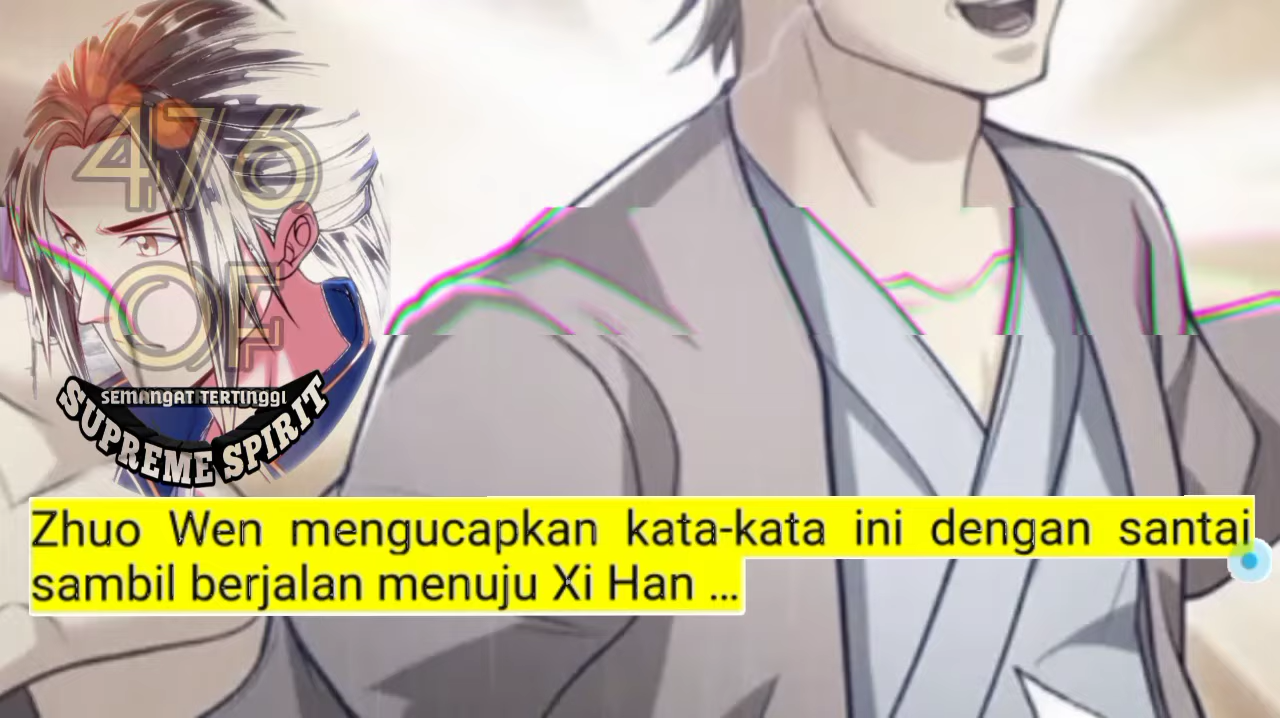 476
OF
SEMANGAT TERTINGGI
SUPREME SPIRIT
Zhuo Wen mengucapkan kata-kata ini dengan santai
sambil berjalan menuju Xi Han ...